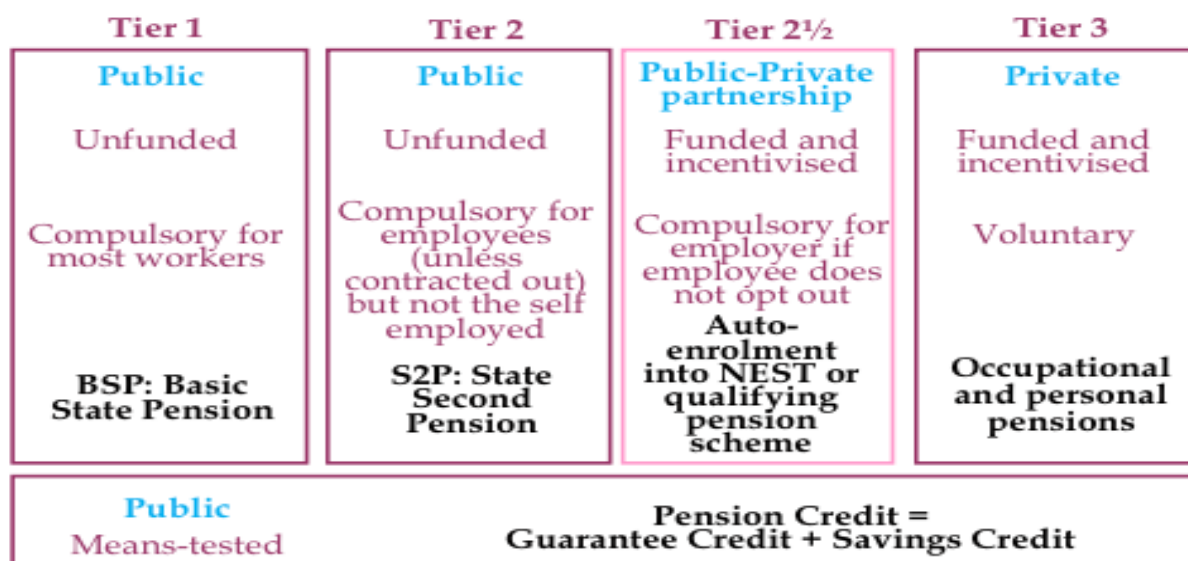 Tier 1
Public
Unfunded
Compulsory for
most workers
BSP: Basic
State Pension
Tier 2
Public
Unfunded
Compulsory for
employees
(unless
contracted out)
but not the self
employed
S2P: State
Second
Pension
Tier 2½
Public-Private
partnership
Funded and
incentivised
Compulsory for
employer if
employee does
not opt out
Auto-
enrolment
into NEST or
qualifying
pension
scheme
Tier 3
Private
Funded and
incentivised
Voluntary
Occupational
and personal
pensions
Public
Means-tested
Pension Credit =
Guarantee Credit + Savings Credit